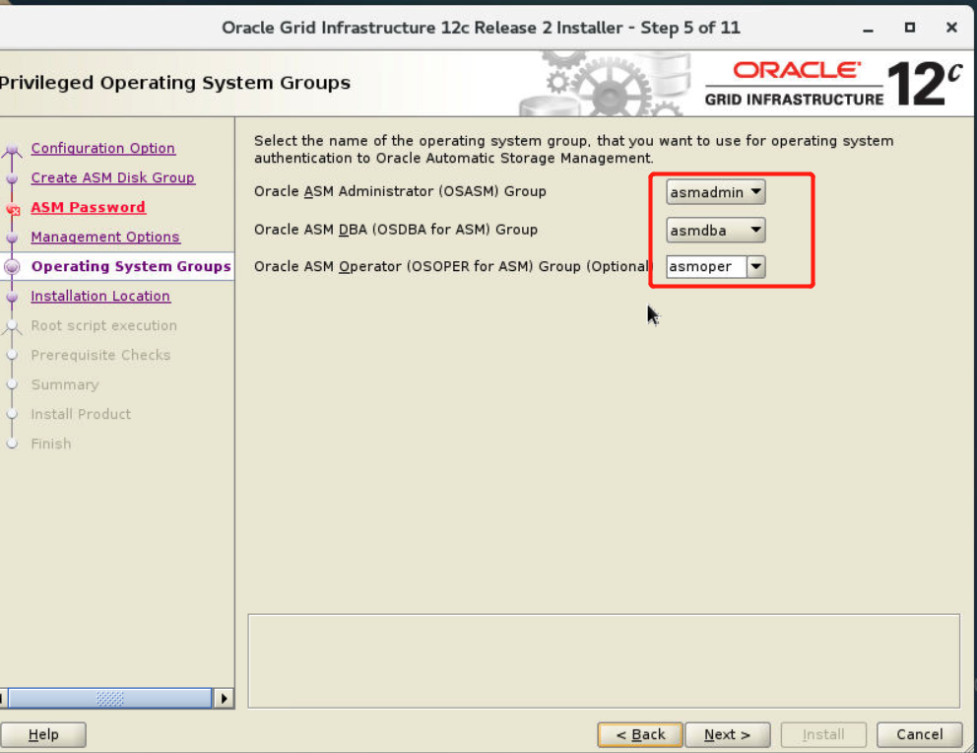 Oracle Grid Infrastructure 12c Release 2 Installer - Step 5 of 11
Privileged Operating System Groups
ORACLE
GRID INFRASTRUCTURE
12c
Configuration Option
Create ASM Disk Group
ASM Password
Management Options
Operating System Groups
Installation Location
Root script execution
Prerequisite Checks
Summary
Install Product
Finish
Select the name of the operating system group, that you want to use for operating system
authentication to Oracle Automatic Storage Management.
Oracle ASM Administrator (OSASM) Group asmadmin
Oracle ASM DBA (OSDBA for ASM) Group asmdba
Oracle ASM Operator (OSOPER for ASM) Group (Optional) asmoper
Help < Back Next > Install Cancel